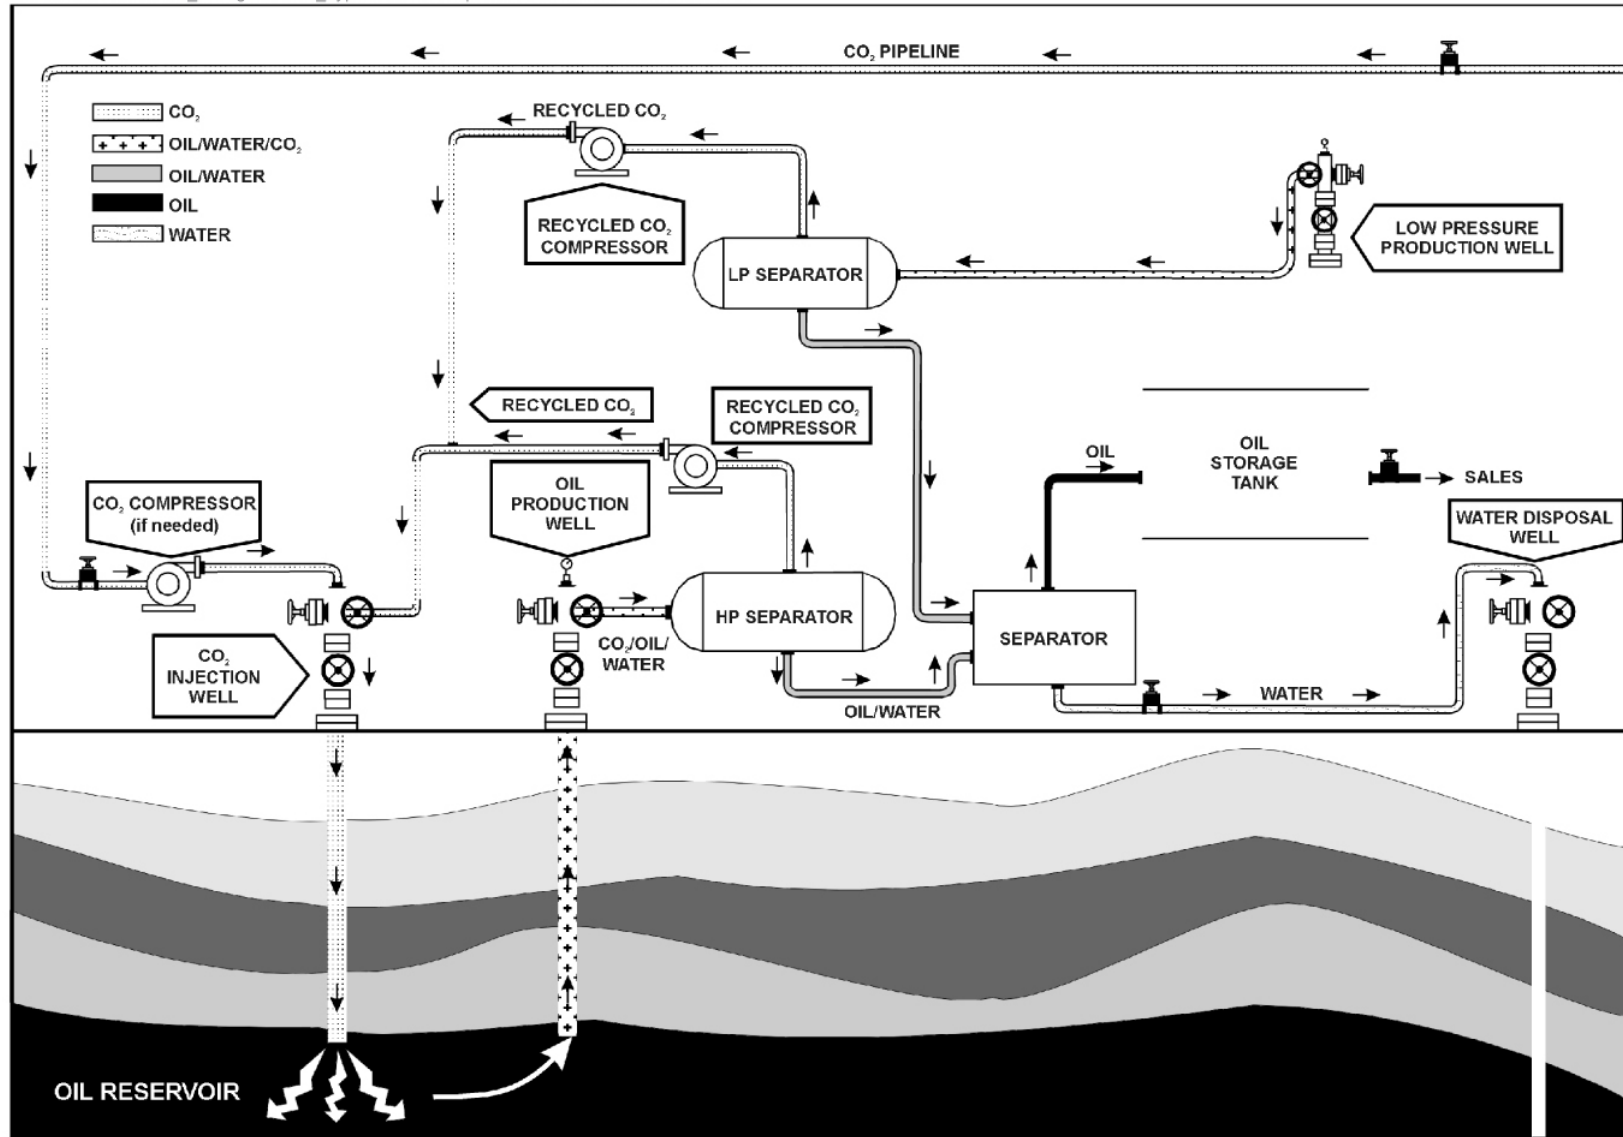 CO₂ PIPELINE
CO₂
OIL/WATER/CO₂
OIL/WATER
OIL
WATER
RECYCLED CO₂
RECYCLED CO₂
COMPRESSOR
LP SEPARATOR
LOW PRESSURE
PRODUCTION WELL
RECYCLED CO₂
RECYCLED CO₂
COMPRESSOR
OIL
PRODUCTION
WELL
OIL
OIL
STORAGE
TANK
SALES
CO₂ COMPRESSOR
(if needed)
WATER DISPOSAL
WELL
HP SEPARATOR
SEPARATOR
CO₂/OIL/
WATER
CO₂
INJECTION
WELL
OIL/WATER
WATER
OIL RESERVOIR